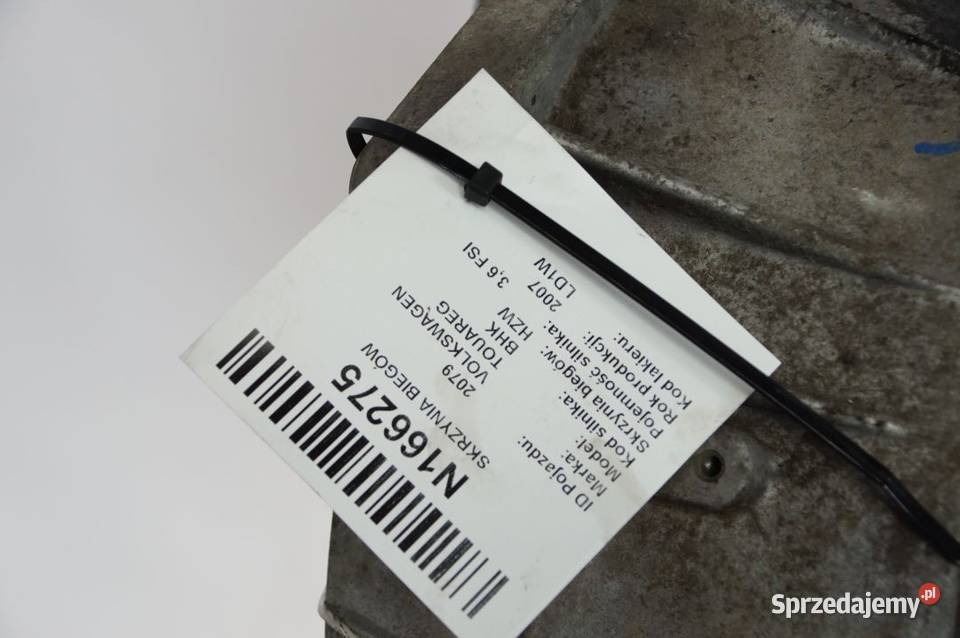 N166275
SKRZYNIA BIEGÓW
ID Pojazdu: 2079
Marka: VOLKSWAGEN
Model: TOUAREG
Kod silnika: BHK
Skrzynia biegów: HZW
Pojemność silnika: 3,6 FSI
Rok produkcji: 2007
Kod lakieru: LD1W
Sprzedajemy.pl